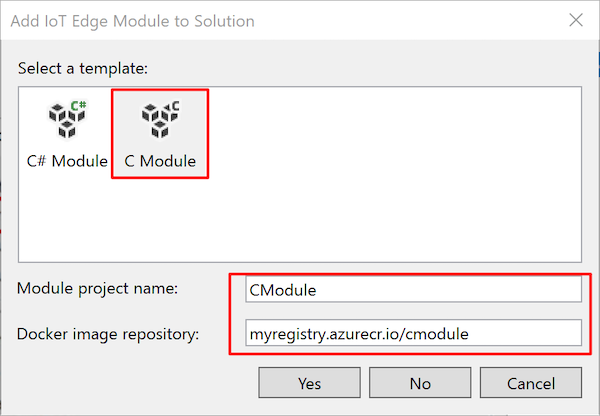 Add IoT Edge Module to Solution
Select a template:
C# C
C# Module C Module
Module project name: CModule
Docker image repository: myregistry.azurecr.io/cmodule
Yes No Cancel